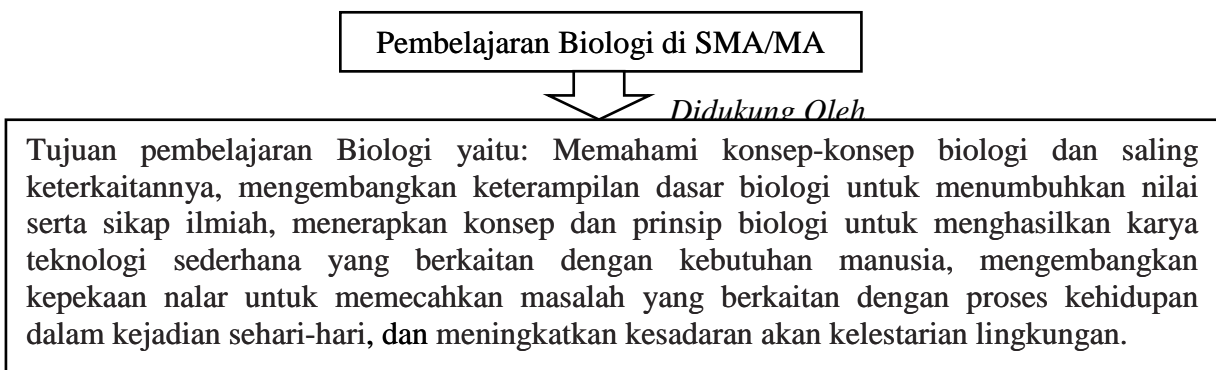 Pembelajaran Biologi di SMA/MA
Didukung Oleh
Tujuan pembelajaran Biologi yaitu: Memahami konsep-konsep biologi dan saling
keterkaitannya, mengembangkan keterampilan dasar biologi untuk menumbuhkan nilai
serta sikap ilmiah, menerapkan konsep dan prinsip biologi untuk menghasilkan karya
teknologi sederhana yang berkaitan dengan kebutuhan manusia, mengembangkan
kepekaan nalar untuk memecahkan masalah yang berkaitan dengan proses kehidupan
dalam kejadian sehari-hari, dan meningkatkan kesadaran akan kelestarian lingkungan.